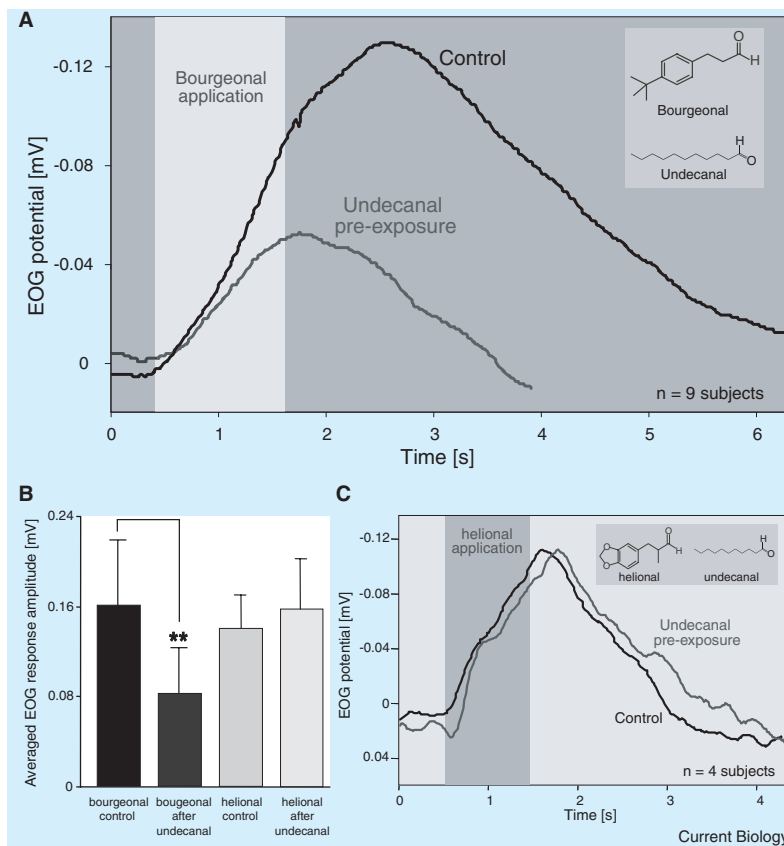 A
-0.12
-0.08
-0.04
0
EOG potential [mV]
Bourgeonal
application
Control
Undecanal
pre-exposure
O
H
Bourgeonal
H
O
Undecanal
n = 9 subjects
0
1
2
3
4
5
6
Time [s]
B
0.24
0.16
0.08
0
Averaged EOG response amplitude [mV]
**
bourgeonal
control
bougeonal
after
undecanal
helional
control
helional
after
undecanal
C
-0.12
-0.08
-0.04
0
0.04
EOG potential [mV]
helional
application
O
O
O
H
helional
H
O
undecanal
Undecanal
pre-exposure
Control
n = 4 subjects
0
1
2
3
4
Time [s]
Current Biology